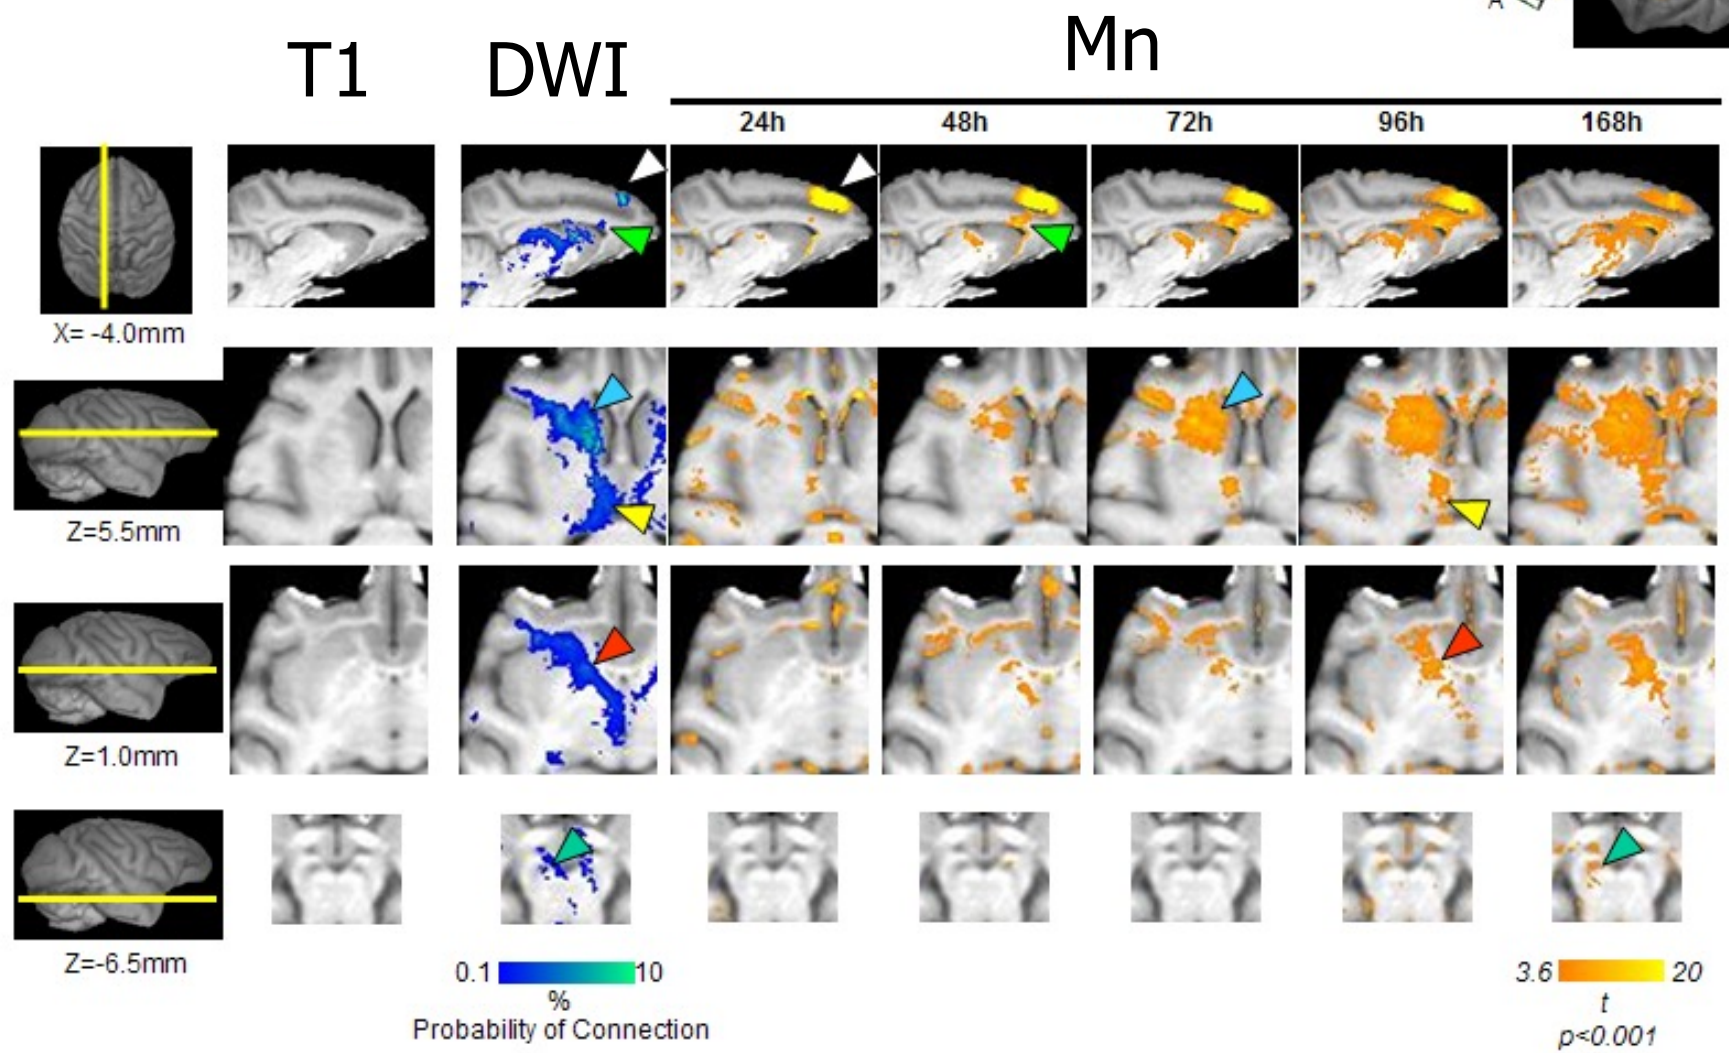 A
T1 DWI Mn
24h 48h 72h 96h 168h
X= -4.0mm
Z=5.5mm
Z=1.0mm
Z=-6.5mm
0.1 10
%
Probability of Connection
3.6 20
t
p<0.001